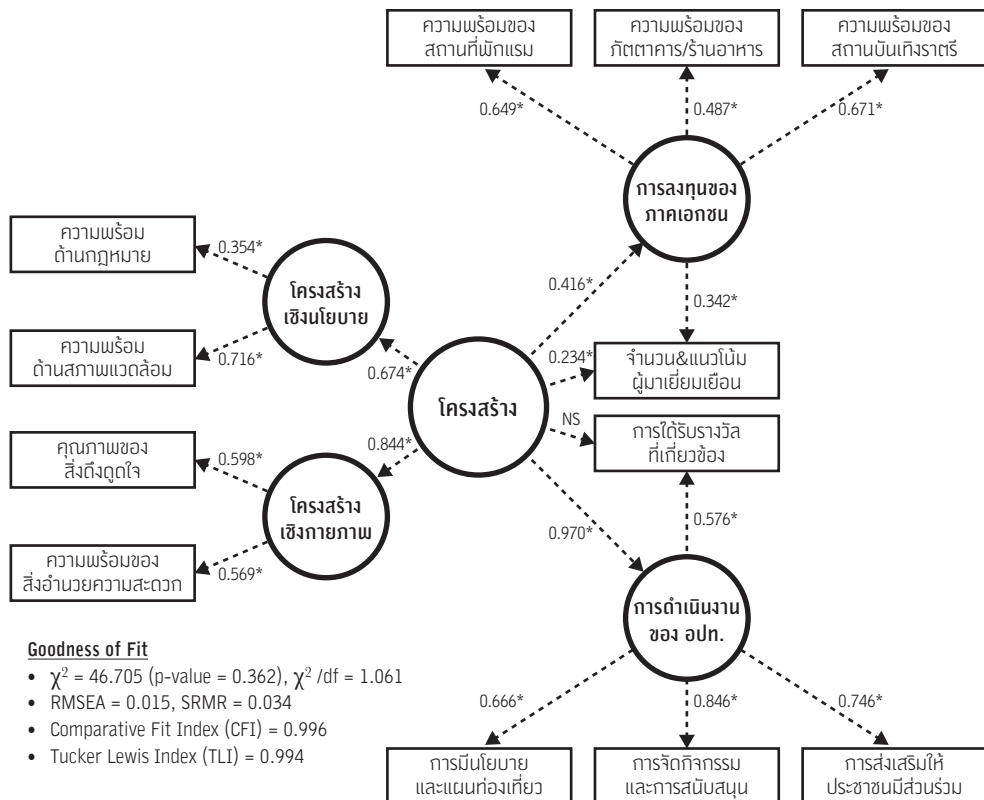 ความพร้อมของ
สถานที่พักแรม
ความพร้อมของ
ภัตตาคาร/ร้านอาหาร
ความพร้อมของ
สถานบันเทิงราตรี
0.649*
0.487*
0.671*
การลงทุนของ
ภาคเอกชน
ความพร้อม
ด้านกฎหมาย
0.354*
โครงสร้าง
เชิงนโยบาย
0.416*
0.342*
ความพร้อม
ด้านสภาพแวดล้อม
0.716*
0.674*
โครงสร้าง
0.234*
จำนวน&แนวโน้ม
ผู้มาเยี่ยมเยือน
NS
การได้รับรางวัล
ที่เกี่ยวข้อง
คุณภาพของ
สิ่งดึงดูดใจ
0.598*
0.844*
โครงสร้าง
เชิงกายภาพ
0.970*
0.576*
ความพร้อมของ
สิ่งอำนวยความสะดวก
0.569*
การดำเนินงาน
ของ อปท.
Goodness of Fit
• χ² = 46.705 (p-value = 0.362), χ² /df = 1.061
• RMSEA = 0.015, SRMR = 0.034
• Comparative Fit Index (CFI) = 0.996
• Tucker Lewis Index (TLI) = 0.994
0.666*
0.846*
0.746*
การมีนโยบาย
และแผนท่องเที่ยว
การจัดกิจกรรม
และการสนับสนุน
การส่งเสริมให้
ประชาชนมีส่วนร่วม